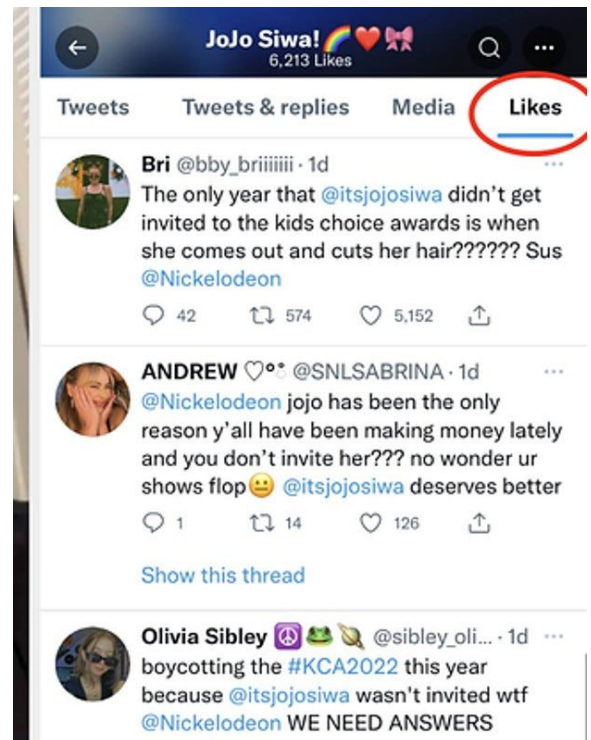 JoJo Siwa!🌈❤️🎀
6,213 Likes
Tweets Tweets & replies Media Likes
Bri @bby_briiiiiii · 1d
The only year that @itsjojosiwa didn't get
invited to the kids choice awards is when
she comes out and cuts her hair?????? Sus
@Nickelodeon
42 574 5,152
ANDREW ♡°⁠ @SNLSABRINA · 1d
@Nickelodeon jojo has been the only
reason y'all have been making money lately
and you don't invite her??? no wonder ur
shows flop😐 @itsjojosiwa deserves better
1 14 126
Show this thread
Olivia Sibley ☮️🐸🪐 @sibley_oli... · 1d
boycotting the #KCA2022 this year
because @itsjojosiwa wasn't invited wtf
@Nickelodeon WE NEED ANSWERS